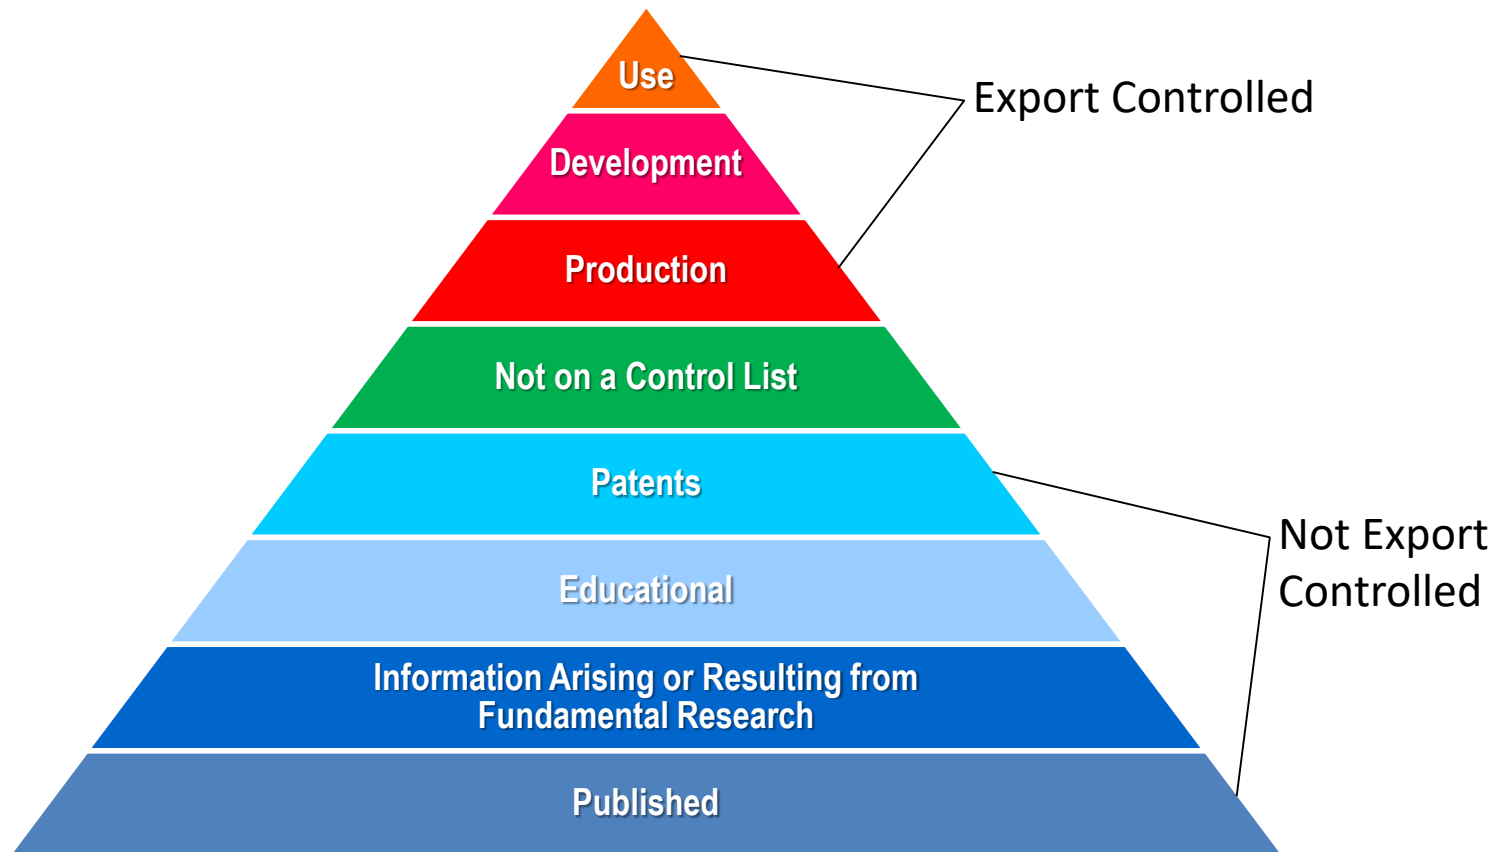 Use
Export Controlled
Development
Production
Not on a Control List
Patents
Not Export
Controlled
Educational
Information Arising or Resulting from
Fundamental Research
Published